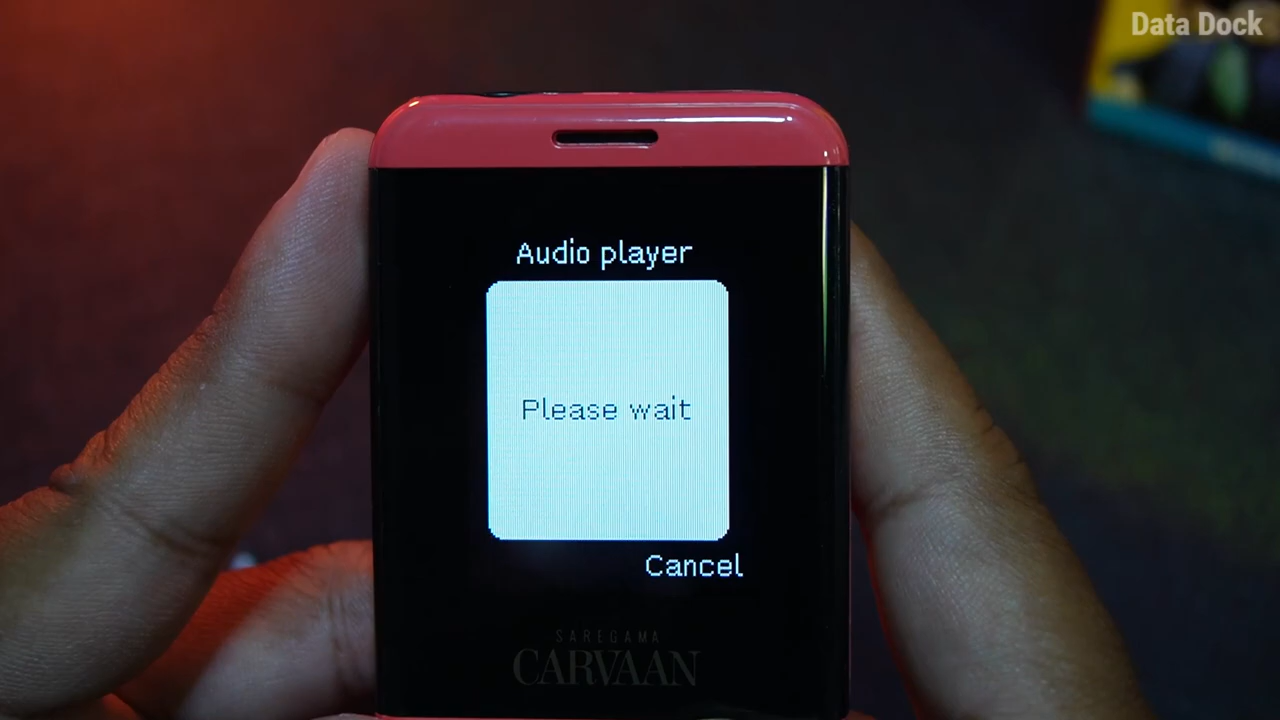 Data Dock
Audio player
Please wait
Cancel
SAREGAMA
CARVAAN